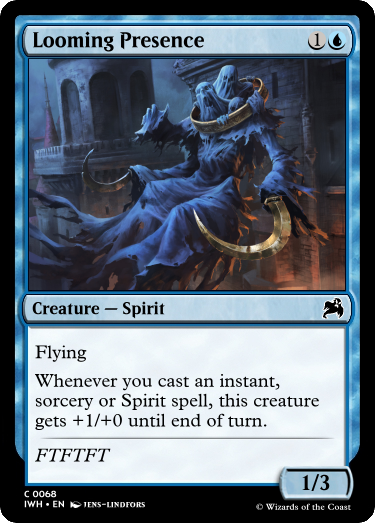 Looming Presence 1
Creature — Spirit
Flying
Whenever you cast an instant,
sorcery or Spirit spell, this creature
gets +1/+0 until end of turn.
FTFTFT
1/3
C 0068
IWH • EN JENS-LINDFORS
© Wizards of the Coast